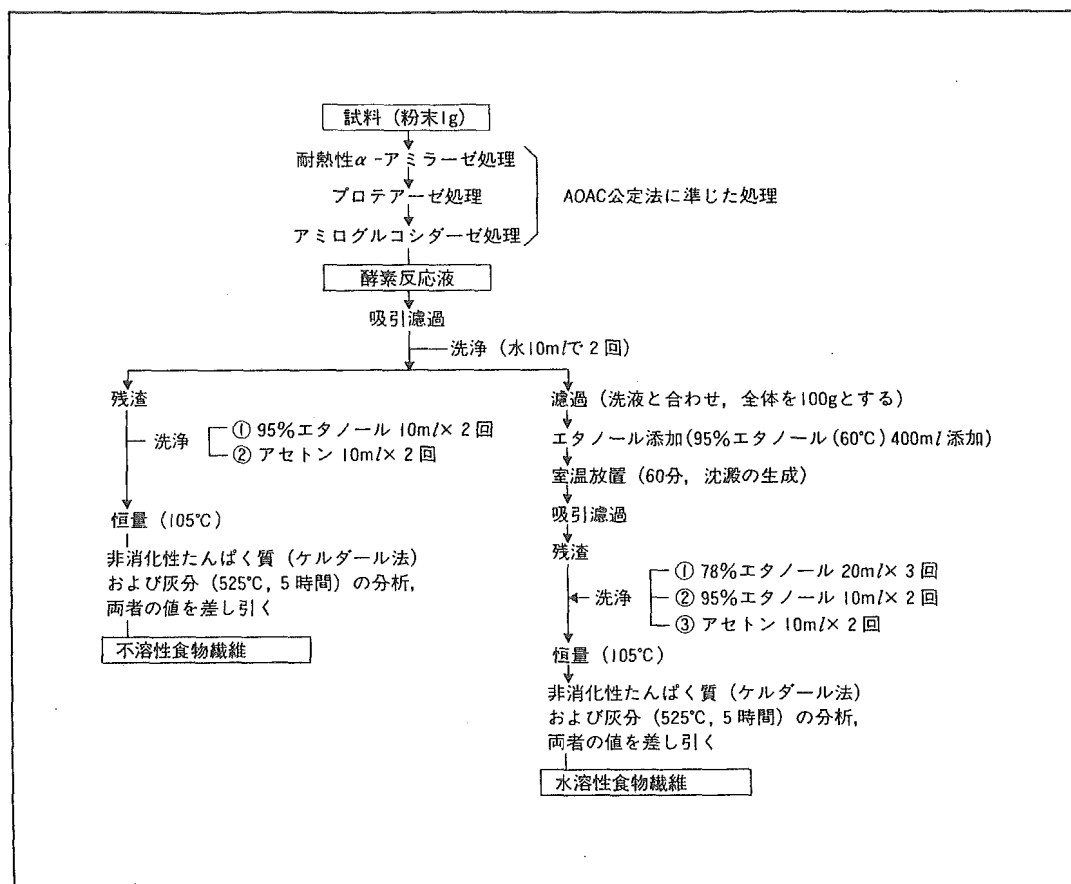 試料 (粉末1g)
耐熱性α-アミラーゼ処理
プロテアーゼ処理
アミログルコシダーゼ処理
AOAC公定法に準じた処理
酵素反応液
吸引濾過
洗浄 (水10mlで2回)
残渣
洗浄
① 95%エタノール 10ml×2回
② アセトン 10ml×2回
恒量 (105℃)
非消化性たんぱく質 (ケルダール法)
および灰分 (525℃, 5時間) の分析,
両者の値を差し引く
不溶性食物繊維
濾過 (洗液と合わせ, 全体を100gとする)
エタノール添加(95%エタノール(60℃)400ml添加)
室温放置 (60分, 沈澱の生成)
吸引濾過
残渣
洗浄
① 78%エタノール 20ml×3回
② 95%エタノール 10ml×2回
③ アセトン 10ml×2回
恒量 (105℃)
非消化性たんぱく質 (ケルダール法)
および灰分 (525℃, 5時間) の分析,
両者の値を差し引く
水溶性食物繊維